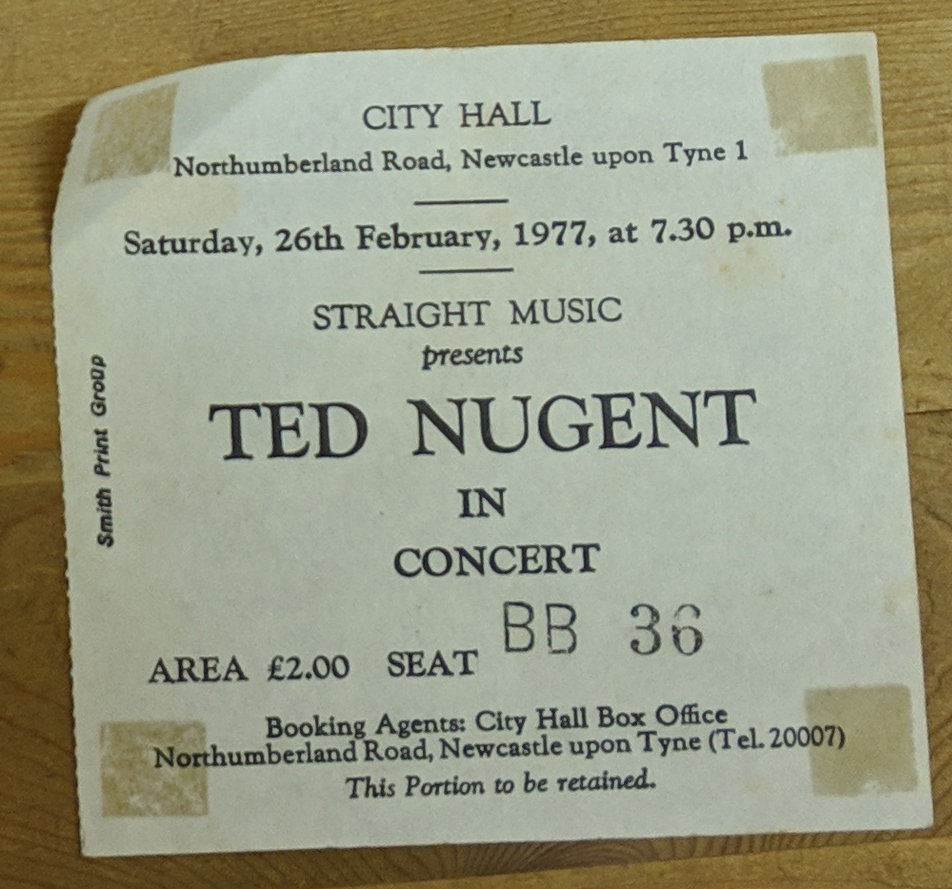 CITY HALL
Northumberland Road, Newcastle upon Tyne 1
Saturday, 26th February, 1977, at 7.30 p.m.
STRAIGHT MUSIC
presents
TED NUGENT
IN
CONCERT
AREA £2.00 SEAT BB 36
Booking Agents: City Hall Box Office
Northumberland Road, Newcastle upon Tyne (Tel. 20007)
This Portion to be retained.
Smith Print Group